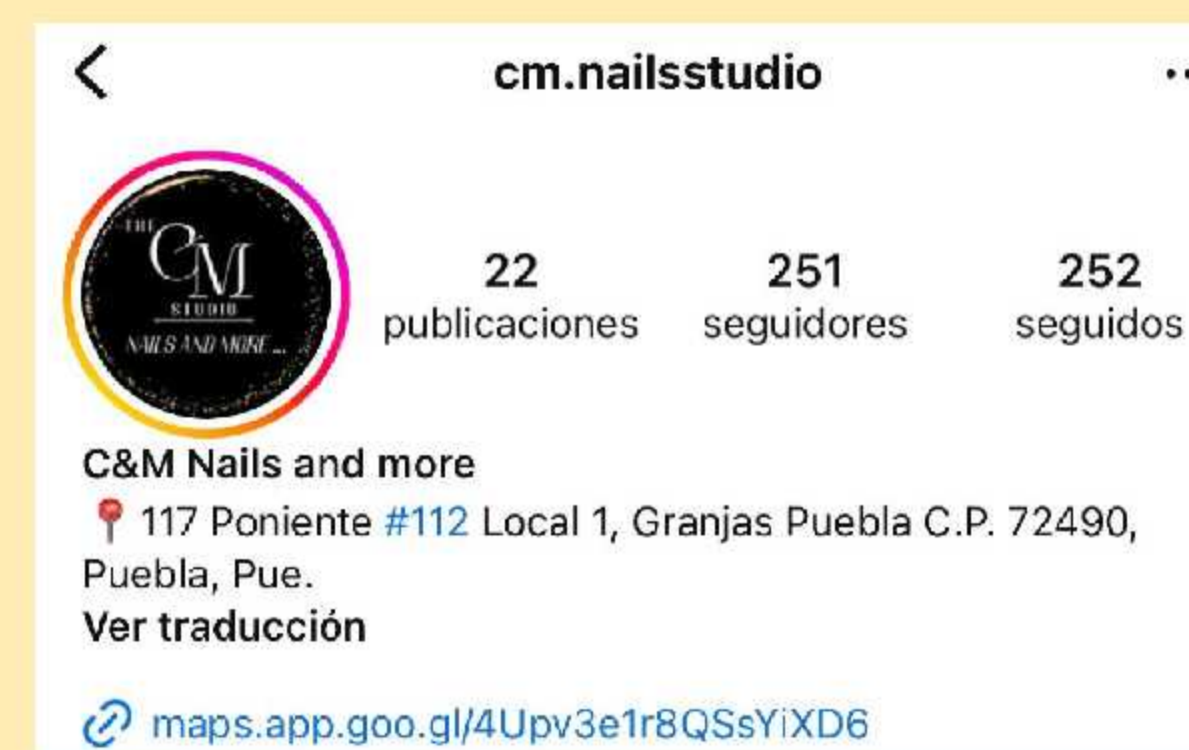 cm.nailsstudio
THE
CM
STUDIO
NAILS AND MORE ...
22
publicaciones
251
seguidores
252
seguidos
C&M Nails and more
117 Poniente #112 Local 1, Granjas Puebla C.P. 72490,
Puebla, Pue.
Ver traducción
maps.app.goo.gl/4Upv3e1r8QSsYiXD6